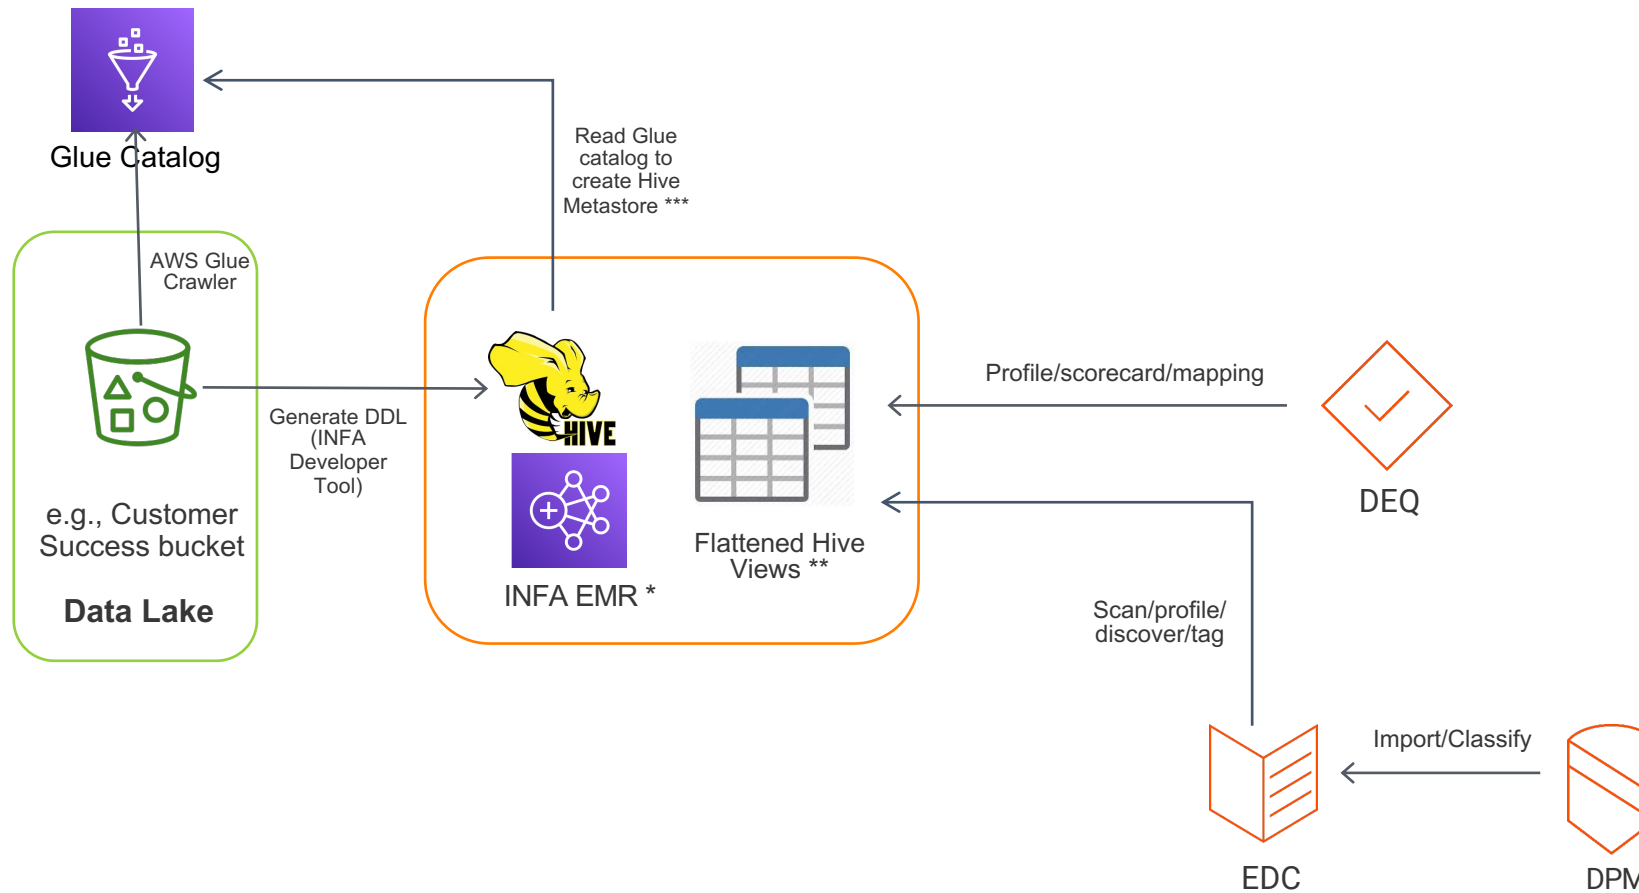 Glue Catalog
Read Glue
catalog to
create Hive
Metastore ***
AWS Glue
Crawler
Generate DDL
(INFA
Developer
Tool)
e.g., Customer
Success bucket
Data Lake
HIVE
INFA EMR *
Flattened Hive
Views **
Profile/scorecard/mapping
DEQ
Scan/profile/
discover/tag
Import/Classify
EDC
DPM